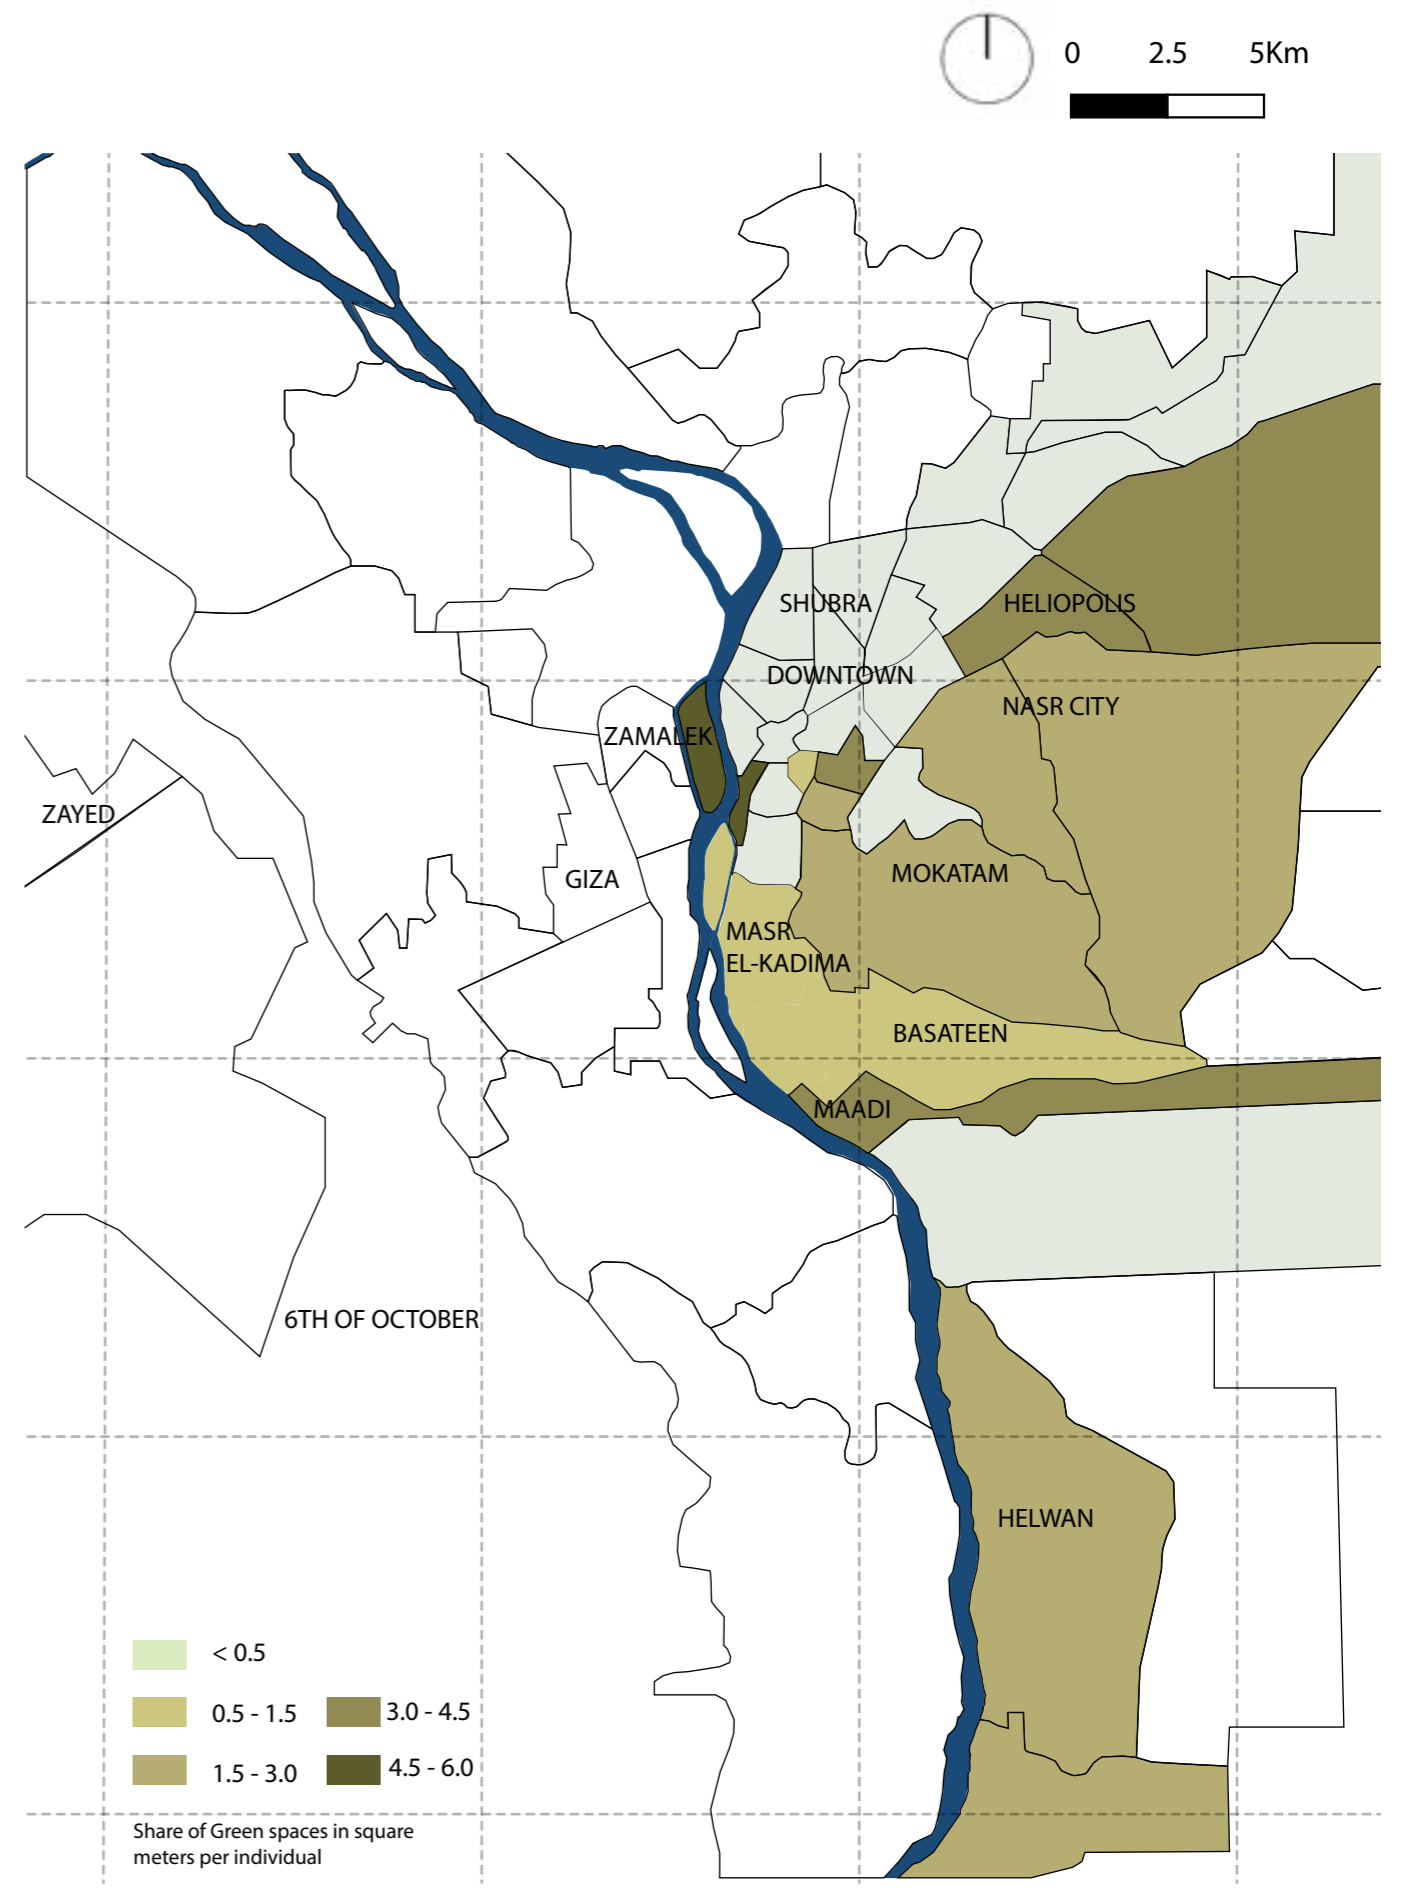 0 2.5 5Km
SHUBRA
HELIOPOLIS
DOWNTOWN
NASR CITY
ZAMALEK
ZAYED
MOKATAM
GIZA
MASR
EL-KADIMA
BASATEEN
MAADI
6TH OF OCTOBER
HELWAN
< 0.5
0.5 - 1.5 3.0 - 4.5
1.5 - 3.0 4.5 - 6.0
Share of Green spaces in square
meters per individual